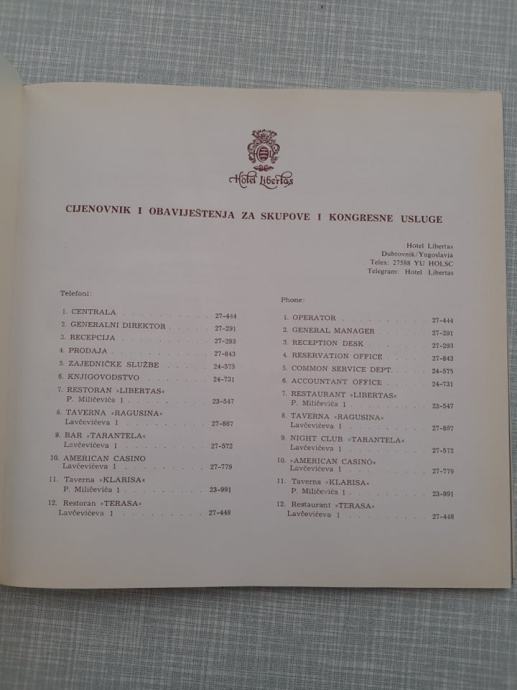 Hotel Libertas
CIJENOVNIK I OBAVIJEŠTENJA ZA SKUPOVE I KONGRESNE USLUGE
Hotel Libertas
Dubrovnik/Yugoslavia
Telex: 27588 YU HOLSC
Telegram: Hotel Libertas
Telefoni:
1. CENTRALA . . . . . . . . . 27-444
2. GENERALNI DIREKTOR . . . . 27-291
3. RECEPCIJA . . . . . . . . 27-293
4. PRODAJA . . . . . . . . . 27-843
5. ZAJEDNIČKE SLUŽBE . . . . 24-575
6. KNJIGOVODSTVO . . . . . . 24-731
7. RESTORAN »LIBERTAS«
P. Miličevića 1 . . . . . . . 23-547
8. TAVERNA »RAGUSINA«
Lavčevićeva 1 . . . . . . . . 27-867
9. BAR »TARANTELA«
Lavčevićeva 1 . . . . . . . . 27-572
10. AMERICAN CASINO
Lavčevićeva 1 . . . . . . . . 27-779
11. Taverna »KLARISA«
P. Miličevića 1 . . . . . . . 23-991
12. Restoran »TERASA«
Lavčevićeva 1 . . . . . . . . 27-448
Phone:
1. OPERATOR . . . . . . . . . 27-444
2. GENERAL MANAGER . . . . . 27-291
3. RECEPTION DESK . . . . . . 27-293
4. RESERVATION OFFICE . . . . 27-843
5. COMMON SERVICE DEPT. . . . 24-575
6. ACCOUNTANT OFFICE . . . . 24-731
7. RESTAURANT »LIBERTAS«
P. Miličevića 1 . . . . . . . 23-547
8. TAVERNA »RAGUSINA«
Lavčevićeva 1 . . . . . . . . 27-867
9. NIGHT CLUB »TARANTELA«
Lavčevićeva 1 . . . . . . . . 27-572
10. »AMERICAN CASINO»
Lavčevićeva 1 . . . . . . . . 27-779
11. Taverna »KLARISA«
P. Miličevića 1 . . . . . . . 23-991
12. Restaurant »TERASA«
Lavčevićeva 1 . . . . . . . . 27-448